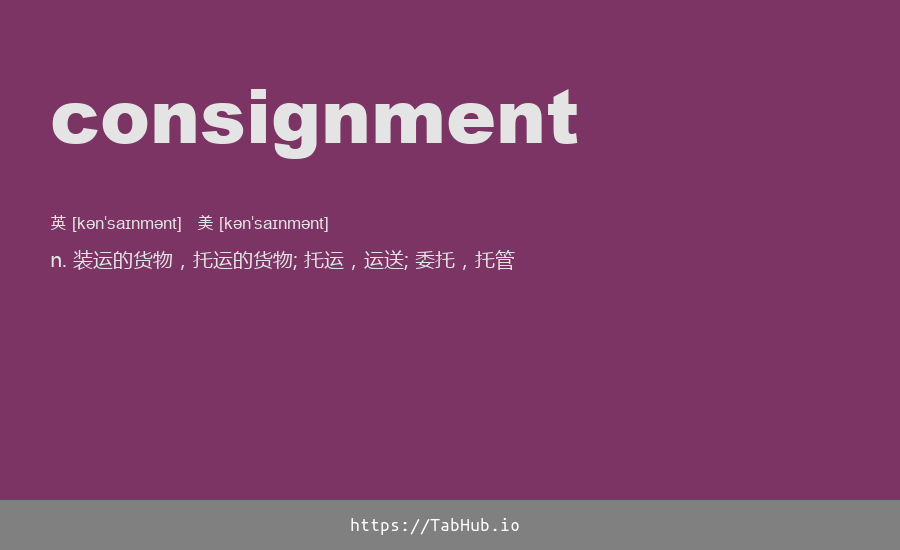 consignment
英 [kən'saɪnmənt] 美 [kən'saɪnmənt]
n. 装运的货物，托运的货物; 托运，运送; 委托，托管
https://TabHub.io